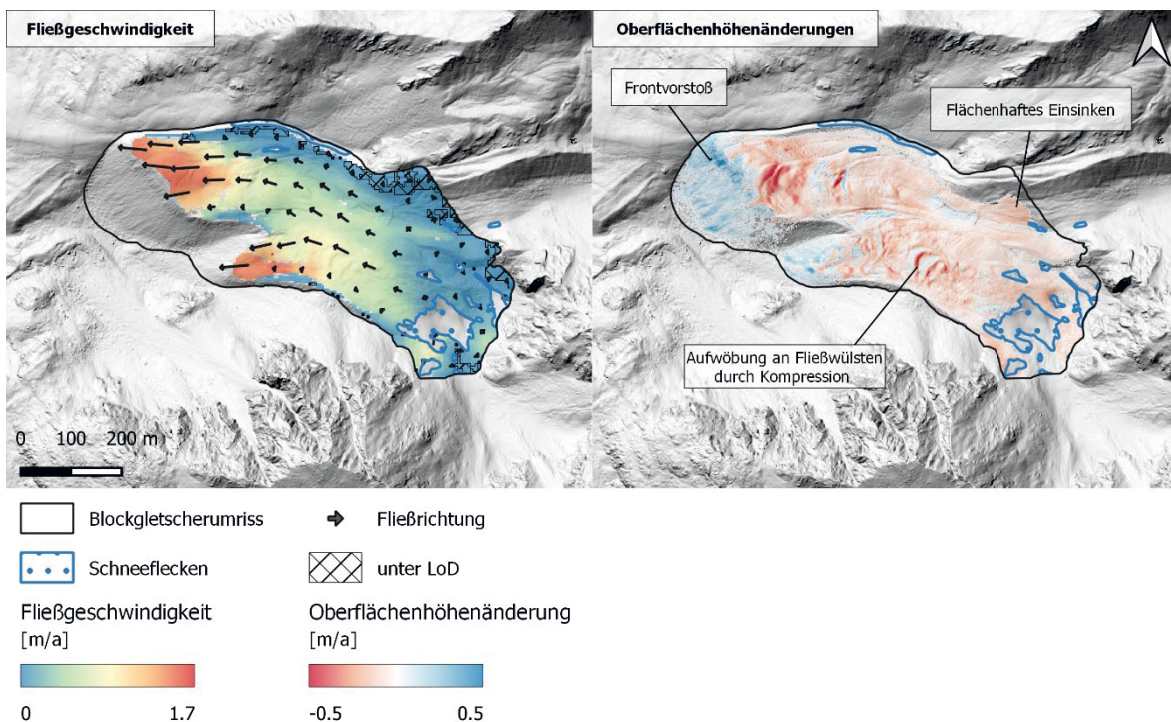 Fließgeschwindigkeit
Oberflächenhöhenänderungen
Frontvorstoß
Flächenhaftes Einsinken
Aufwöbung an Fließwülsten
durch Kompression
0 100 200 m
Blockgletscherumriss
Fließrichtung
Schneeflecken
unter LoD
Fließgeschwindigkeit
[m/a]
Oberflächenhöhenänderung
[m/a]
0 1.7
-0.5 0.5